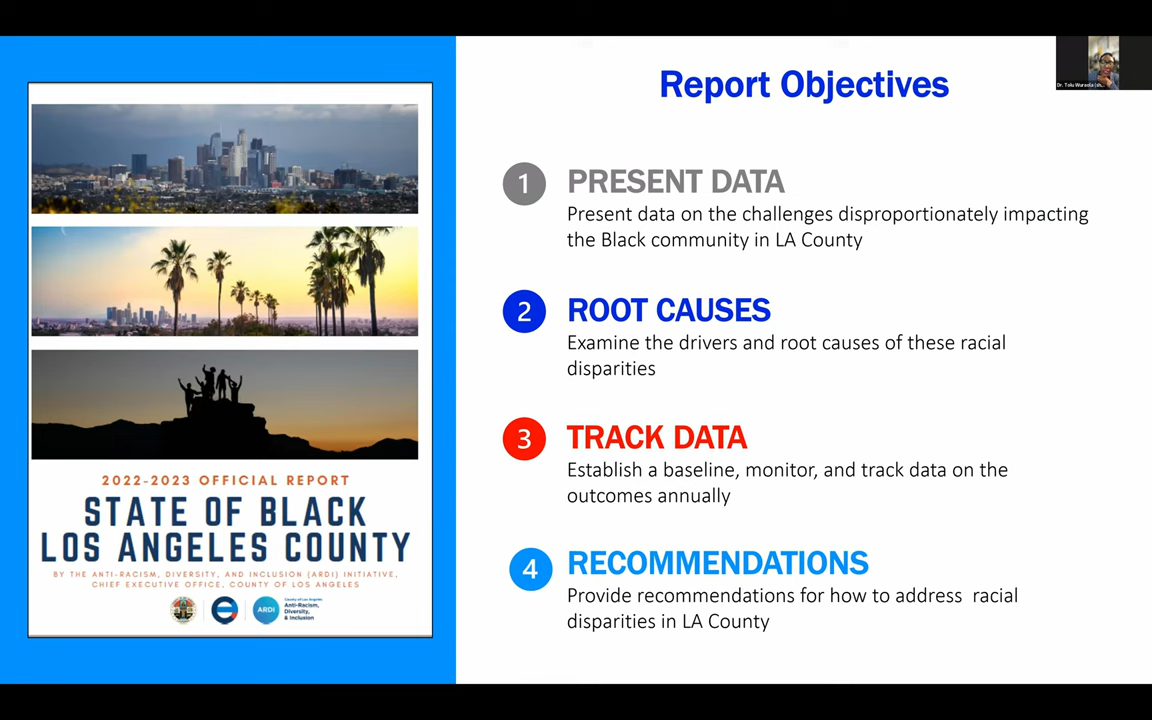 2022-2023 OFFICIAL REPORT
STATE OF BLACK
LOS ANGELES COUNTY
BY THE ANTI-RACISM, DIVERSITY, AND INCLUSION (ARDI) INITIATIVE,
CHIEF EXECUTIVE OFFICE, COUNTY OF LOS ANGELES
ARDI
County of Los Angeles
Anti-Racism,
Diversity,
& Inclusion
Report Objectives
1
PRESENT DATA
Present data on the challenges disproportionately impacting
the Black community in LA County
2
ROOT CAUSES
Examine the drivers and root causes of these racial
disparities
3
TRACK DATA
Establish a baseline, monitor, and track data on the
outcomes annually
4
RECOMMENDATIONS
Provide recommendations for how to address  racial
disparities in LA County
Dr. Tolu Wuraola